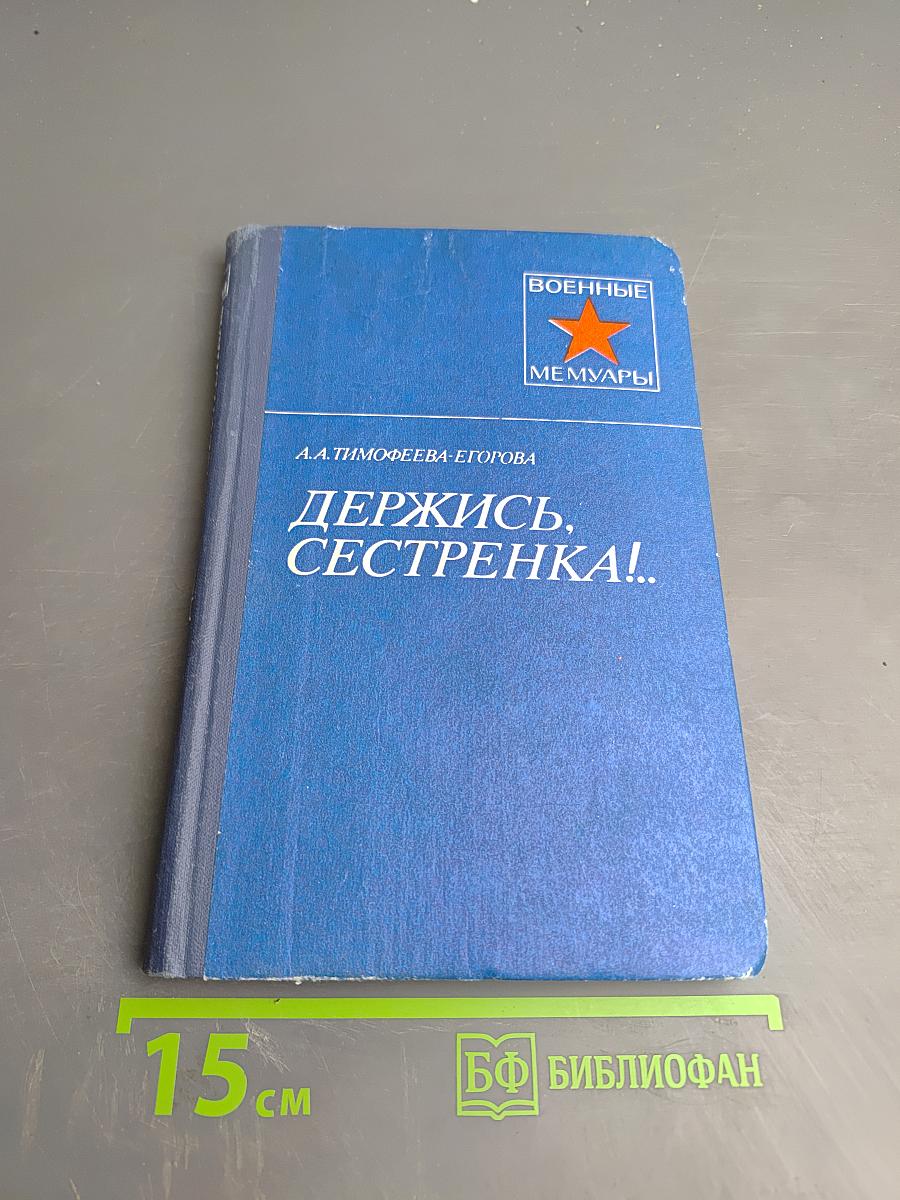 ВОЕННЫЕ
МЕМУАРЫ
А.А.ТИМОФЕЕВА-ЕГОРОВА
ДЕРЖИСЬ,
СЕСТРЕНКА!..
15 см
БФ БИБЛИОФАН